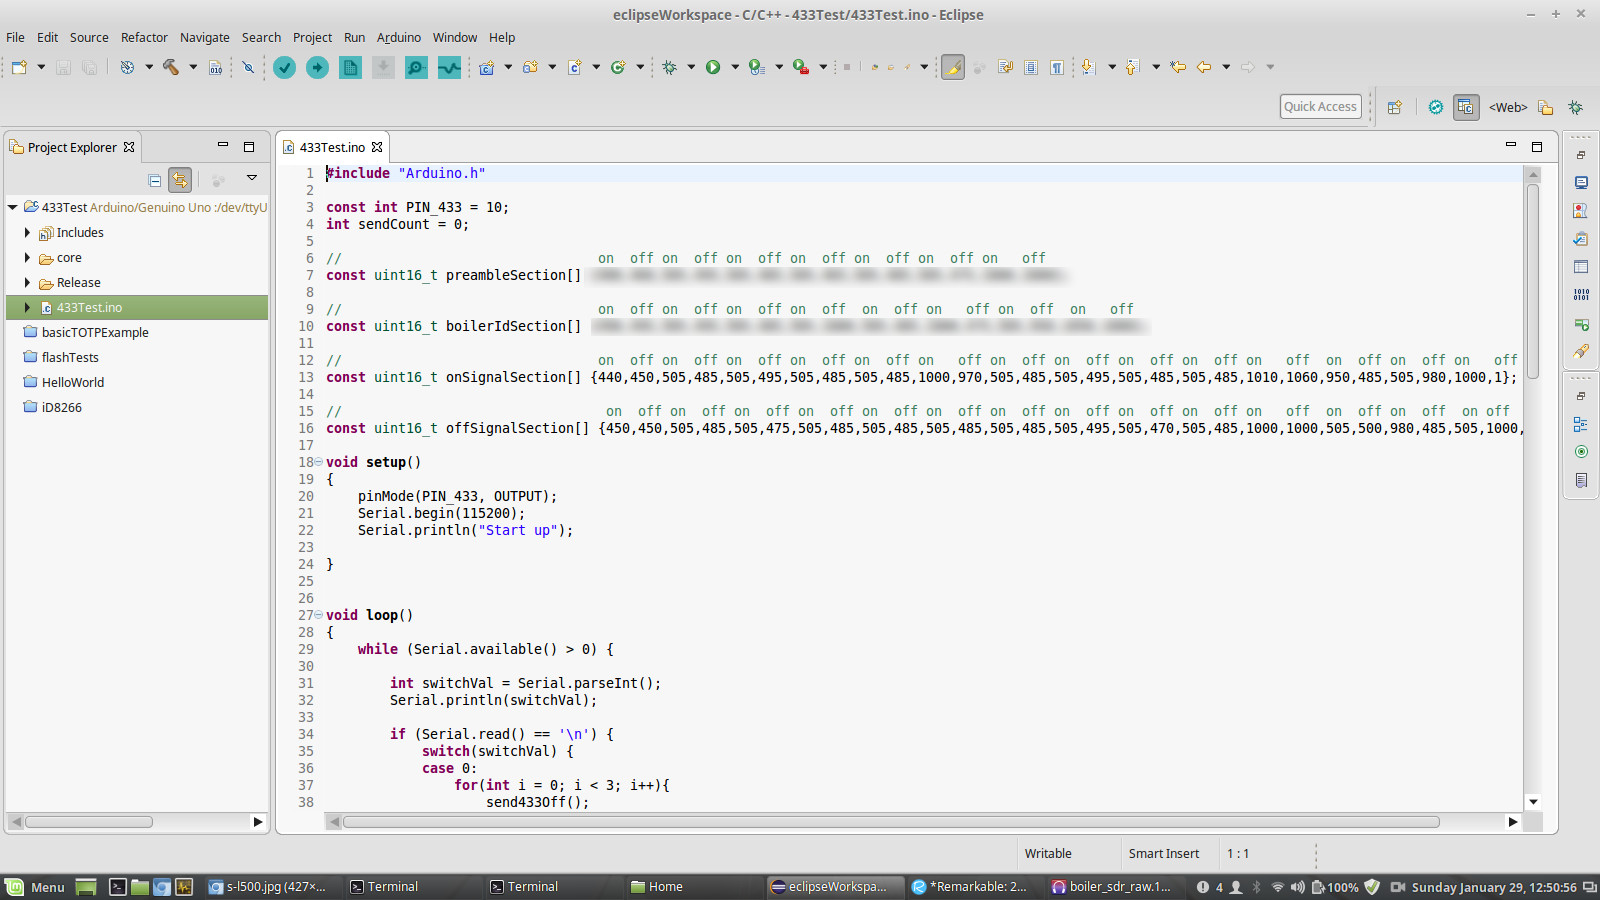 eclipseWorkspace - C/C++ - 433Test/433Test.ino - Eclipse
File Edit Source Refactor Navigate Search Project Run Arduino Window Help
Quick Access
<Web>
Project Explorer
433Test Arduino/Genuino Uno :/dev/ttyU
Includes
core
Release
433Test.ino
basicTOTPExample
flashTests
HelloWorld
iD8266
433Test.ino
1 #include "Arduino.h"
2
3 const int PIN_433 = 10;
4 int sendCount = 0;
5
6 // on off on off on off on off on off on off on off
7 const uint16_t preambleSection[]
8
9 // on off on off on off on off on off on off on off on off
10 const uint16_t boilerIdSection[]
11
12 // on off on off on off on off on off on off on off on off on off on off on off on off on off on off
13 const uint16_t onSignalSection[] {440,450,505,485,505,495,505,485,505,485,1000,970,505,485,505,495,505,485,505,485,1010,1060,950,485,505,980,1000,1};
14
15 // on off on off on off on off on off on off on off on off on off on off on off on off on off on off
16 const uint16_t offSignalSection[] {450,450,505,485,505,475,505,485,505,485,505,485,505,485,505,495,505,470,505,485,1000,1000,505,500,980,485,505,1000,
17
18 void setup()
19 {
20 pinMode(PIN_433, OUTPUT);
21 Serial.begin(115200);
22 Serial.println("Start up");
23
24 }
25
26
27 void loop()
28 {
29 while (Serial.available() > 0) {
30
31 int switchVal = Serial.parseInt();
32 Serial.println(switchVal);
33
34 if (Serial.read() == '\n') {
35 switch(switchVal) {
36 case 0:
37 for(int i = 0; i < 3; i++){
38 send433Off();
Writable Smart Insert 1 : 1
Menu s-l500.jpg (427×... Terminal Terminal Home eclipseWorkspa... *Remarkable: 2... boiler_sdr_raw.1... 4 100% Sunday January 29, 12:50:56